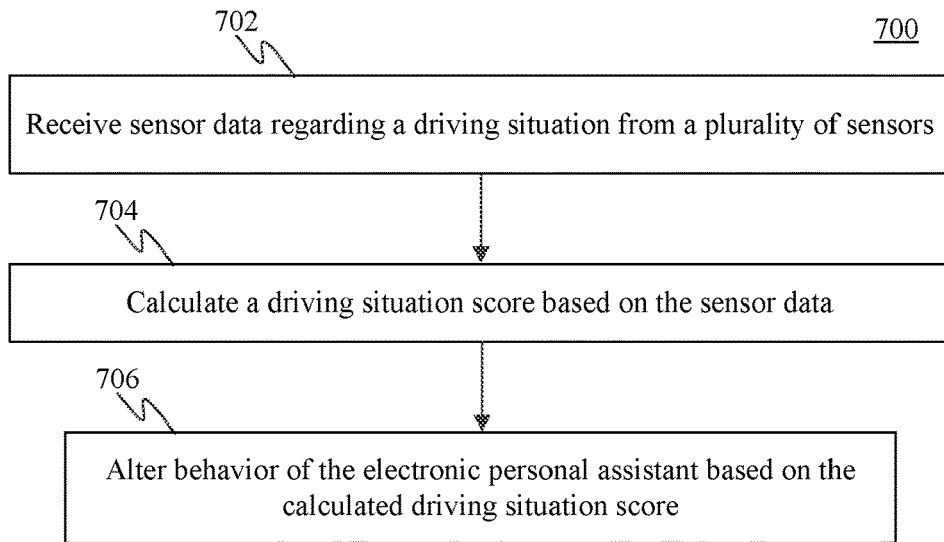 702
700
Receive sensor data regarding a driving situation from a plurality of sensors
704
Calculate a driving situation score based on the sensor data
706
Alter behavior of the electronic personal assistant based on the
calculated driving situation score